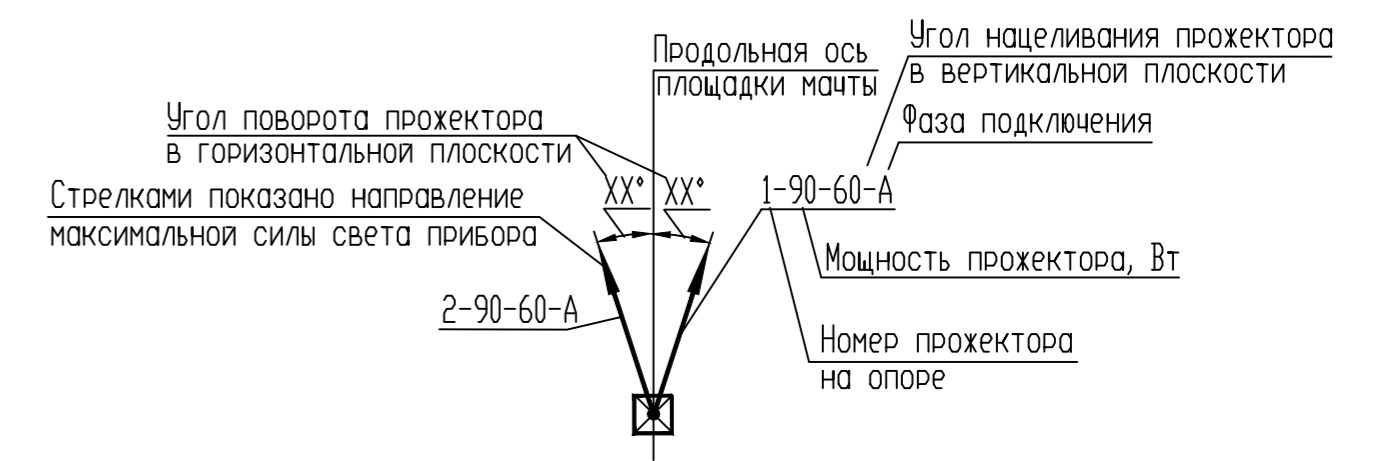 Продольная ось
площадки мачты
Угол нацеливания прожектора
в вертикальной плоскости
Фаза подключения
Угол поворота прожектора
в горизонтальной плоскости
Стрелками показано направление
максимальной силы света прибора
XX° XX°
1-90-60-А
Мощность прожектора, Вт
2-90-60-А
Номер прожектора
на опоре